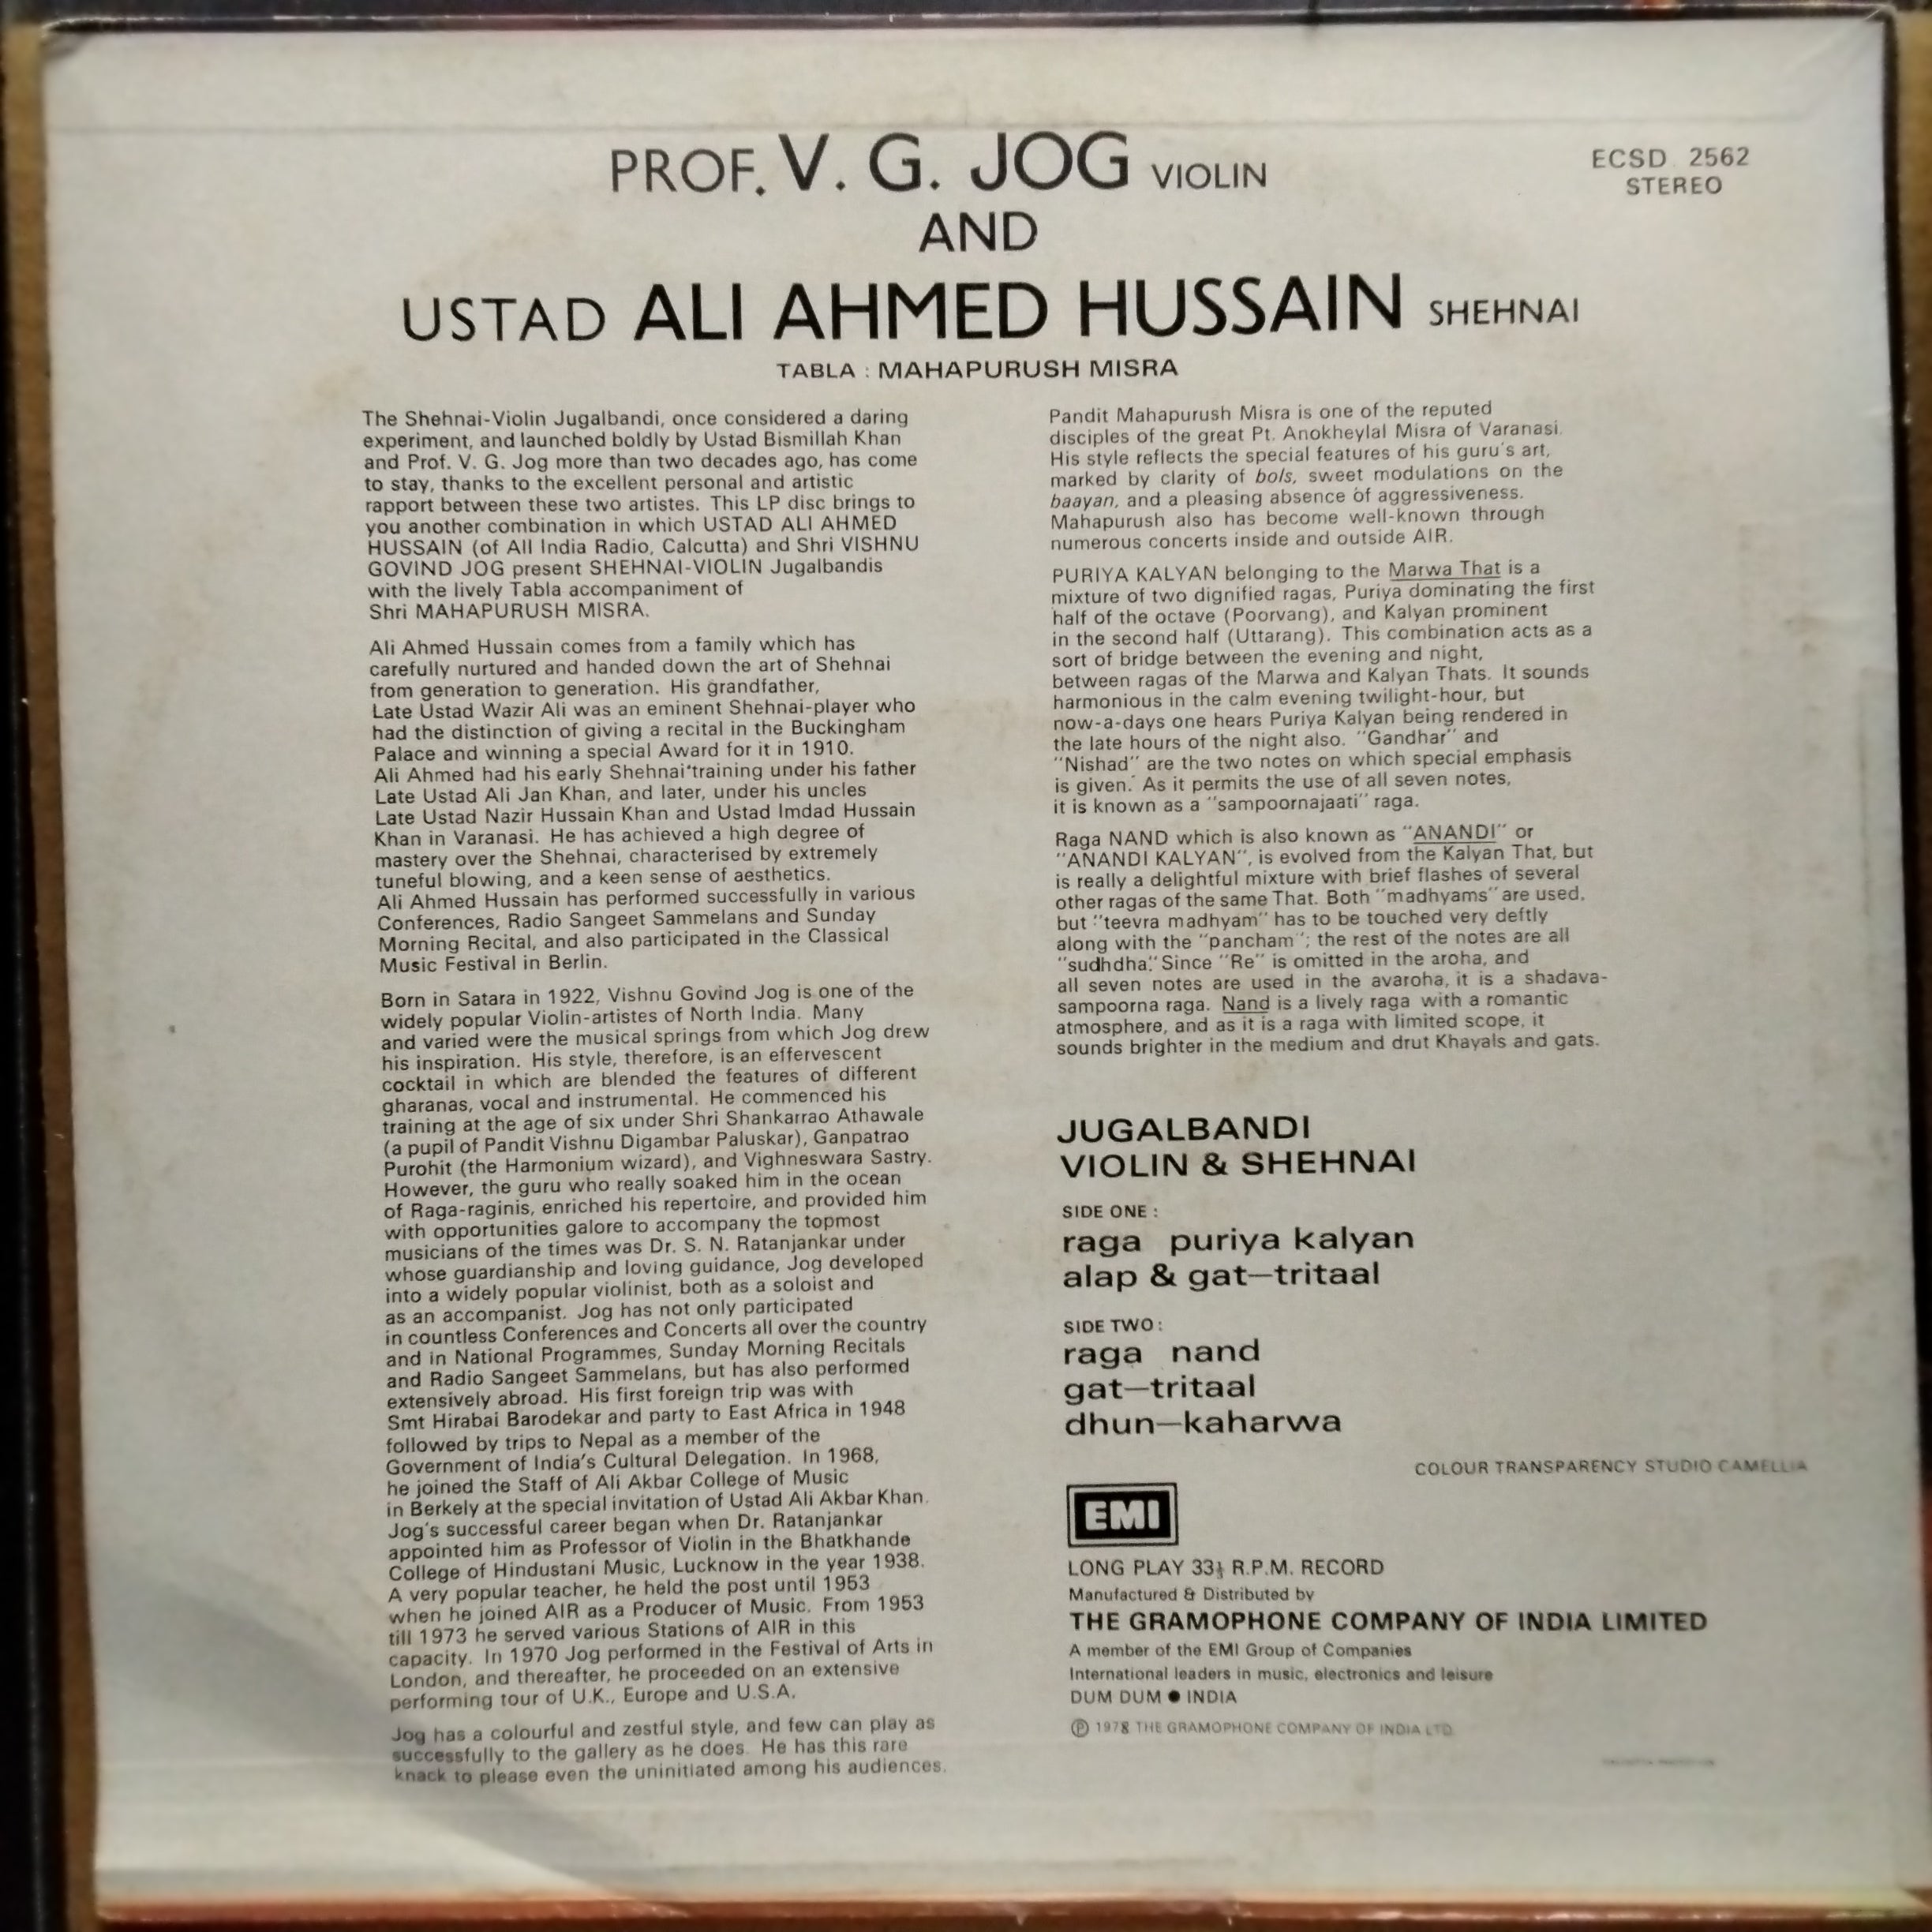 PROF. V. G. JOG VIOLIN
AND
USTAD ALI AHMED HUSSAIN SHEHNAI
TABLA : MAHAPURUSH MISRA
ECSD 2562
STEREO
The Shehnai-Violin Jugalbandi, once considered a daring
experiment, and launched boldly by Ustad Bismillah Khan
and Prof. V. G. Jog more than two decades ago, has come
to stay, thanks to the excellent personal and artistic
rapport between these two artistes. This LP disc brings to
you another combination in which USTAD ALI AHMED
HUSSAIN (of All India Radio, Calcutta) and Shri VISHNU
GOVIND JOG present SHEHNAI-VIOLIN Jugalbandis
with the lively Tabla accompaniment of
Shri MAHAPURUSH MISRA.
Ali Ahmed Hussain comes from a family which has
carefully nurtured and handed down the art of Shehnai
from generation to generation. His grandfather,
Late Ustad Wazir Ali was an eminent Shehnai-player who
had the distinction of giving a recital in the Buckingham
Palace and winning a special Award for it in 1910.
Ali Ahmed had his early Shehnai training under his father
Late Ustad Ali Jan Khan, and later, under his uncles
Late Ustad Nazir Hussain Khan and Ustad Imdad Hussain
Khan in Varanasi. He has achieved a high degree of
mastery over the Shehnai, characterised by extremely
tuneful blowing, and a keen sense of aesthetics.
Ali Ahmed Hussain has performed successfully in various
Conferences, Radio Sangeet Sammelans and Sunday
Morning Recital, and also participated in the Classical
Music Festival in Berlin.
Born in Satara in 1922, Vishnu Govind Jog is one of the
widely popular Violin-artistes of North India. Many
and varied were the musical springs from which Jog drew
his inspiration. His style, therefore, is an effervescent
cocktail in which are blended the features of different
gharanas, vocal and instrumental. He commenced his
training at the age of six under Shri Shankarrao Athawale
(a pupil of Pandit Vishnu Digambar Paluskar), Ganpatrao
Purohit (the Harmonium wizard), and Vighneswara Sastry.
However, the guru who really soaked him in the ocean
of Raga-raginis, enriched his repertoire, and provided him
with opportunities galore to accompany the topmost
musicians of the times was Dr. S. N. Ratanjankar under
whose guardianship and loving guidance, Jog developed
into a widely popular violinist, both as a soloist and
as an accompanist. Jog has not only participated
in countless Conferences and Concerts all over the country
and in National Programmes, Sunday Morning Recitals
and Radio Sangeet Sammelans, but has also performed
extensively abroad. His first foreign trip was with
Smt Hirabai Barodekar and party to East Africa in 1948
followed by trips to Nepal as a member of the
Government of India's Cultural Delegation. In 1968,
he joined the Staff of Ali Akbar College of Music
in Berkely at the special invitation of Ustad Ali Akbar Khan.
Jog's successful career began when Dr. Ratanjankar
appointed him as Professor of Violin in the Bhatkhande
College of Hindustani Music, Lucknow in the year 1938.
A very popular teacher, he held the post until 1953
when he joined AIR as a Producer of Music. From 1953
till 1973 he served various Stations of AIR in this
capacity. In 1970 Jog performed in the Festival of Arts in
London, and thereafter, he proceeded on an extensive
performing tour of U.K., Europe and U.S.A.
Jog has a colourful and zestful style, and few can play as
successfully to the gallery as he does. He has this rare
knack to please even the uninitiated among his audiences.
Pandit Mahapurush Misra is one of the reputed
disciples of the great Pt. Anokheylal Misra of Varanasi.
His style reflects the special features of his guru's art,
marked by clarity of bols, sweet modulations on the
baayan, and a pleasing absence of aggressiveness.
Mahapurush also has become well-known through
numerous concerts inside and outside AIR.
PURIYA KALYAN belonging to the Marwa That is a
mixture of two dignified ragas, Puriya dominating the first
half of the octave (Poorvang), and Kalyan prominent
in the second half (Uttarang). This combination acts as a
sort of bridge between the evening and night,
between ragas of the Marwa and Kalyan Thats. It sounds
harmonious in the calm evening twilight-hour, but
now-a-days one hears Puriya Kalyan being rendered in
the late hours of the night also. "Gandhar" and
"Nishad" are the two notes on which special emphasis
is given. As it permits the use of all seven notes,
it is known as a "sampoornajaati" raga.
Raga NAND which is also known as "ANANDI" or
"ANANDI KALYAN", is evolved from the Kalyan That, but
is really a delightful mixture with brief flashes of several
other ragas of the same That. Both "madhyams" are used,
but "teevra madhyam" has to be touched very deftly
along with the "pancham"; the rest of the notes are all
"sudhdha." Since "Re" is omitted in the aroha, and
all seven notes are used in the avaroha, it is a shadava-
sampoorna raga. Nand is a lively raga with a romantic
atmosphere, and as it is a raga with limited scope, it
sounds brighter in the medium and drut Khayals and gats.
JUGALBANDI
VIOLIN & SHEHNAI
SIDE ONE :
raga puriya kalyan
alap & gat—tritaal
SIDE TWO :
raga nand
gat—tritaal
dhun—kaharwa
COLOUR TRANSPARENCY STUDIO CAMELLIA
EMI
LONG PLAY 33⅓ R.P.M. RECORD
Manufactured & Distributed by
THE GRAMOPHONE COMPANY OF INDIA LIMITED
A member of the EMI Group of Companies
International leaders in music, electronics and leisure
DUM DUM ● INDIA
Ⓟ 1978 THE GRAMOPHONE COMPANY OF INDIA LTD.